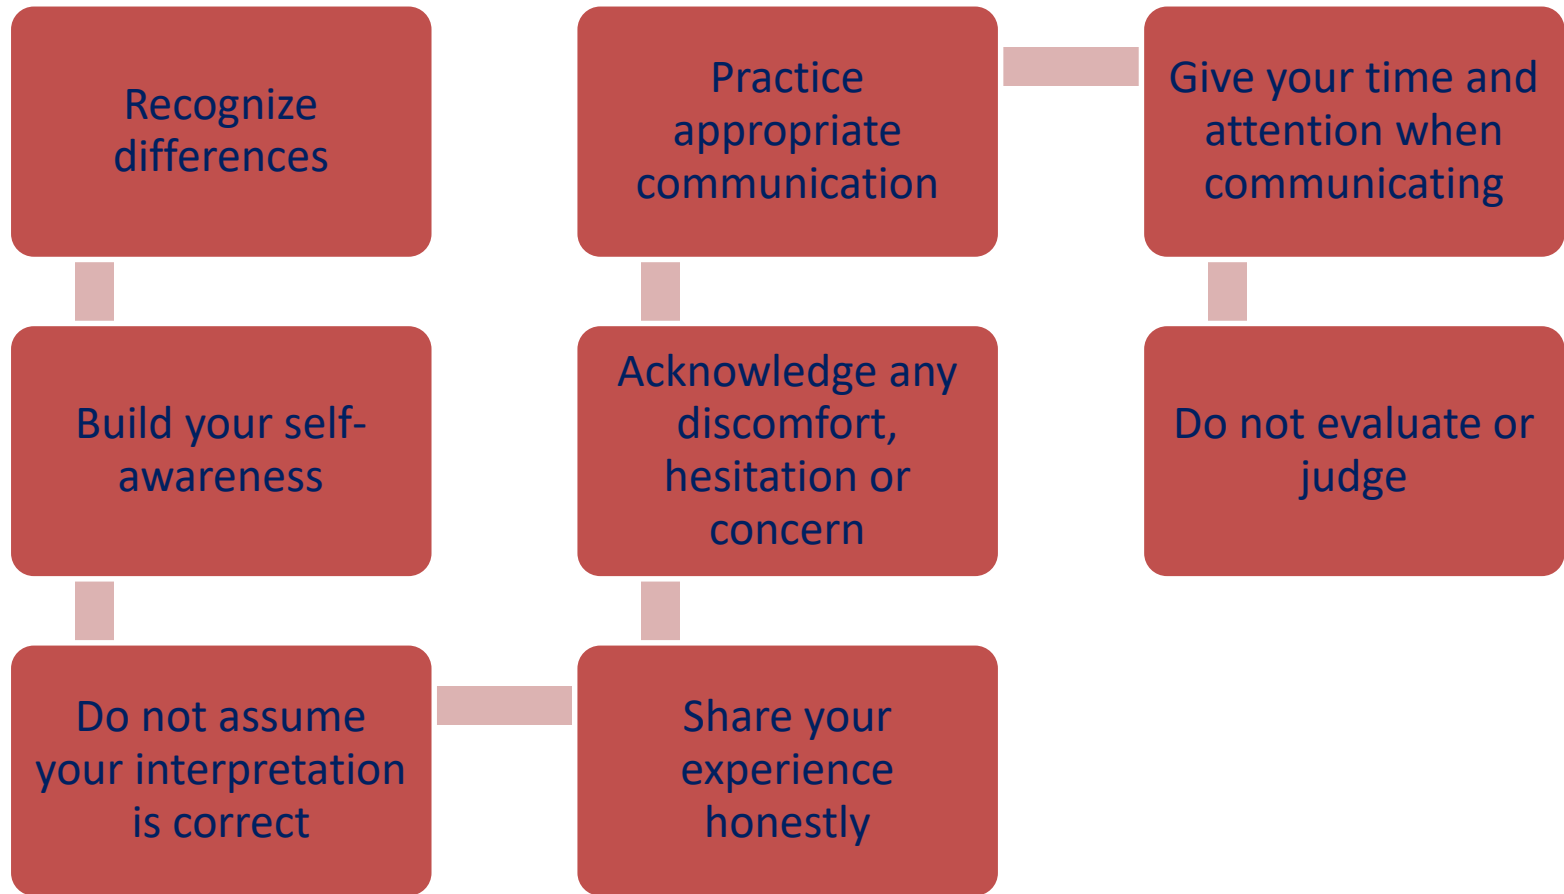 Recognize
differences
Build your self-
awareness
Do not assume
your interpretation
is correct
Share your
experience
honestly
Acknowledge any
discomfort,
hesitation or
concern
Practice
appropriate
communication
Give your time and
attention when
communicating
Do not evaluate or
judge